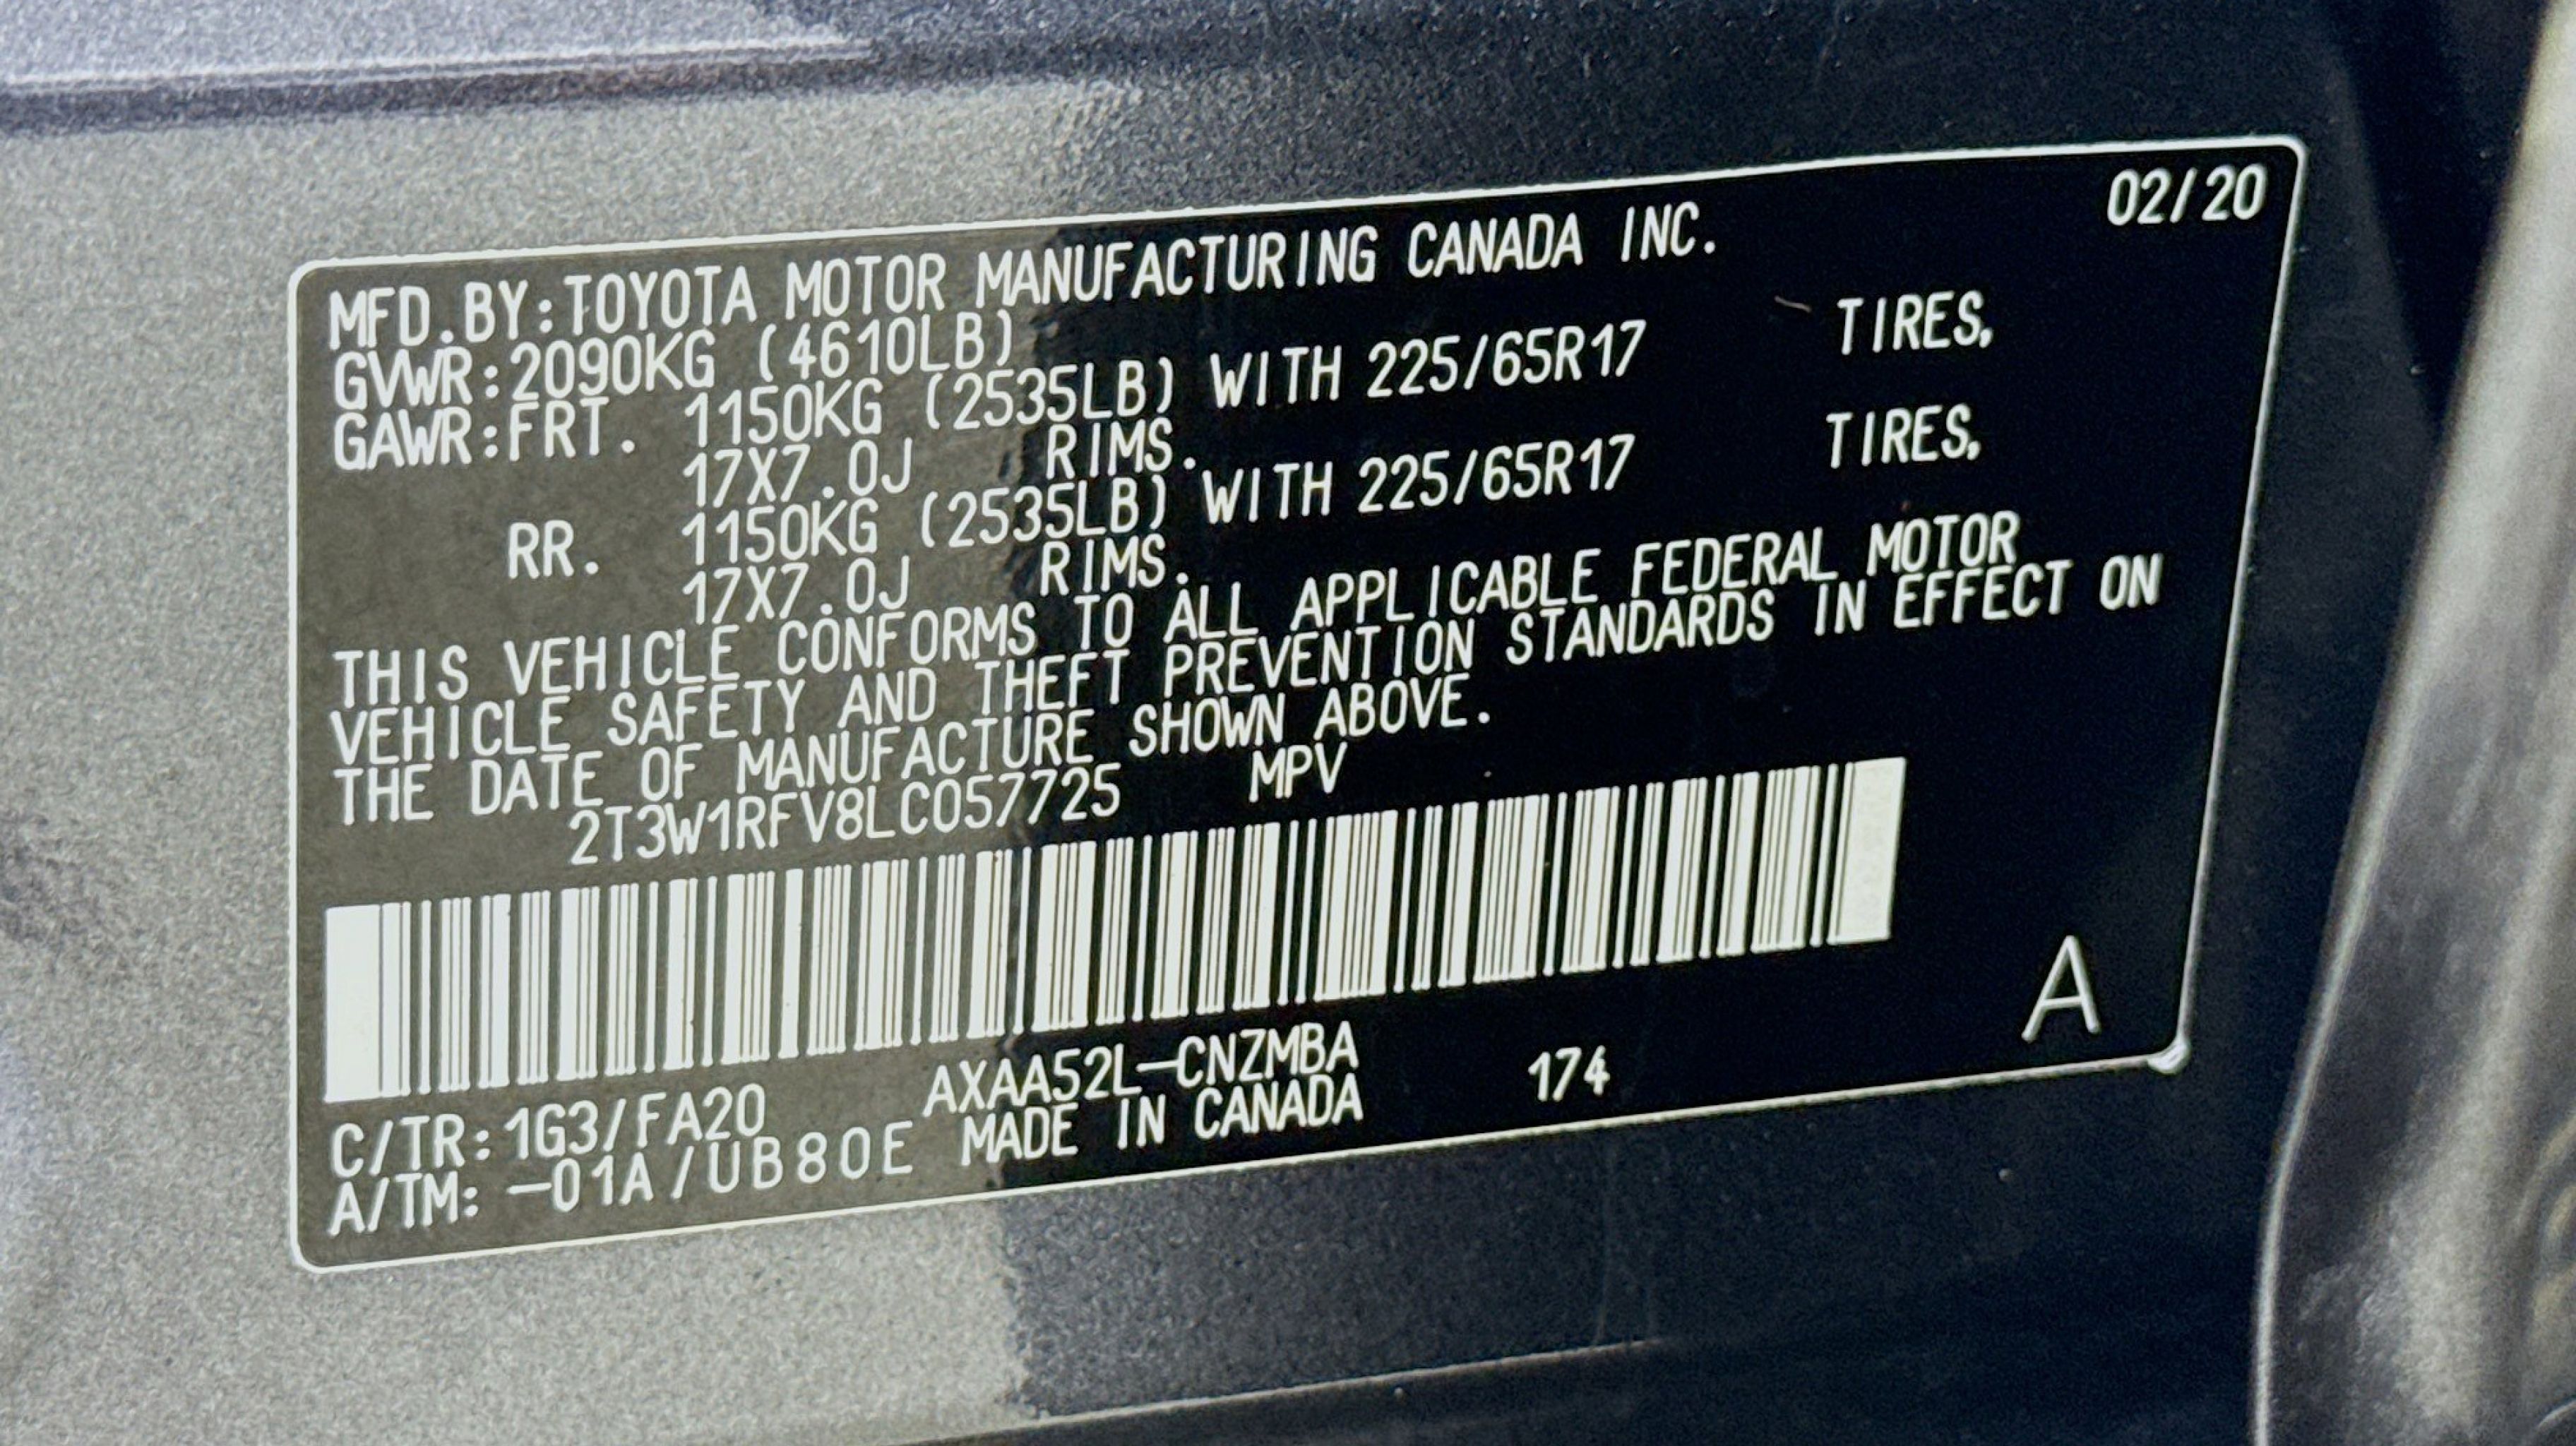 02/20
MFD.BY:TOYOTA MOTOR MANUFACTURING CANADA INC.
GVWR:2090KG (4610LB)
GAWR:FRT. 1150KG (2535LB) WITH 225/65R17 TIRES,
17X7.0J RIMS.
RR. 1150KG (2535LB) WITH 225/65R17 TIRES,
17X7.0J RIMS.
THIS VEHICLE CONFORMS TO ALL APPLICABLE FEDERAL MOTOR
VEHICLE SAFETY AND THEFT PREVENTION STANDARDS IN EFFECT ON
THE DATE OF MANUFACTURE SHOWN ABOVE.
2T3W1RFV8LC057725 MPV
A
C/TR:1G3/FA20 AXAA52L-CNZMBA 174
A/TM: -01A/UB80E MADE IN CANADA